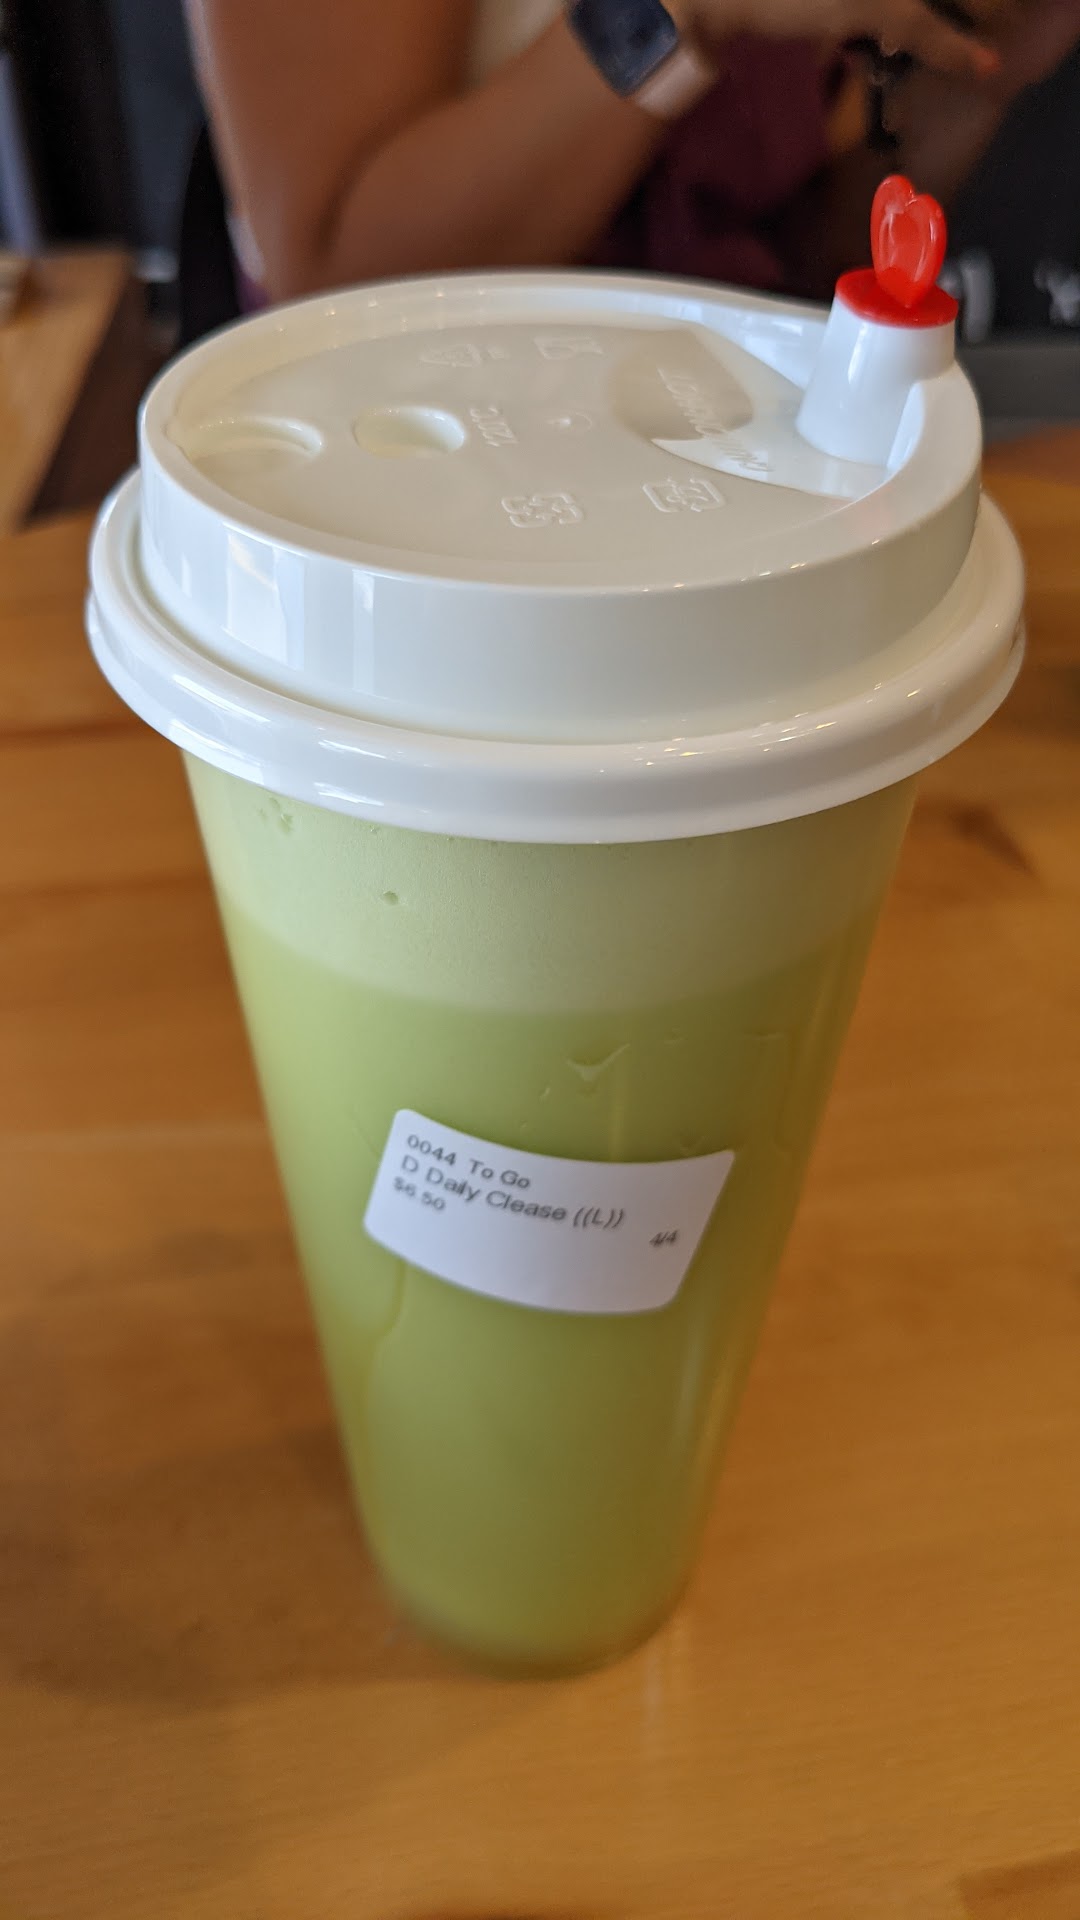 0044 To Go
D Daily Clease ((L))
$6.50
4/4